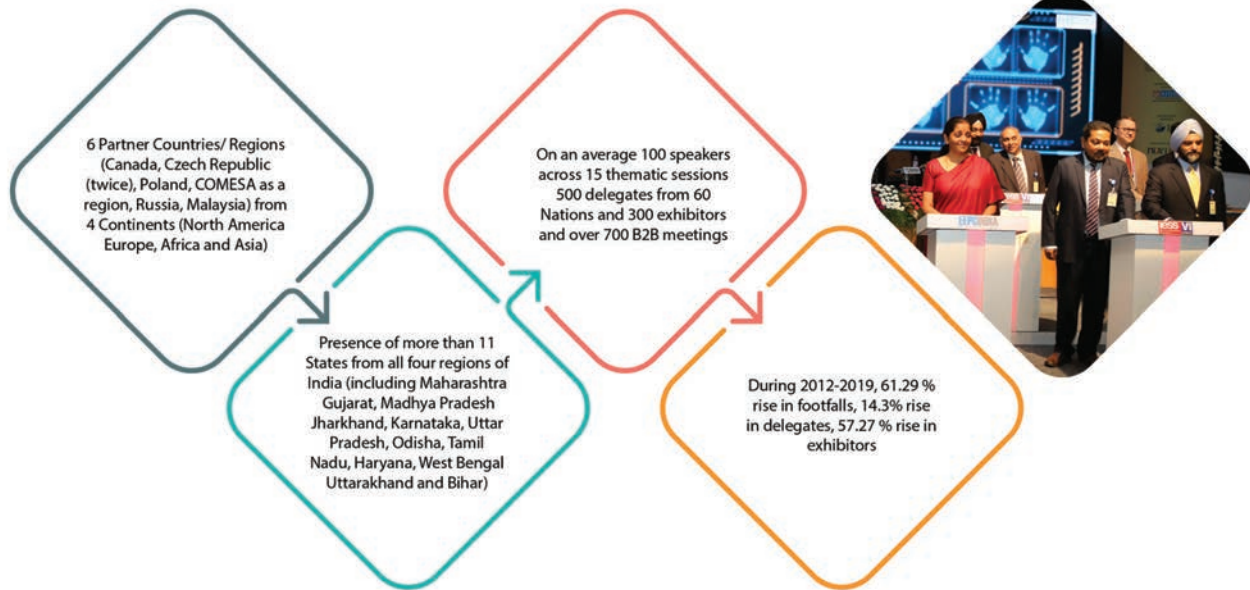 6 Partner Countries/ Regions
(Canada, Czech Republic
(twice), Poland, COMESA as a
region, Russia, Malaysia) from
4 Continents (North America
Europe, Africa and Asia)
Presence of more than 11
States from all four regions of
India (including Maharashtra
Gujarat, Madhya Pradesh
Jharkhand, Karnataka, Uttar
Pradesh, Odisha, Tamil
Nadu, Haryana, West Bengal
Uttarakhand and Bihar)
On an average 100 speakers
across 15 thematic sessions
500 delegates from 60
Nations and 300 exhibitors
and over 700 B2B meetings
During 2012-2019, 61.29 %
rise in footfalls, 14.3% rise
in delegates, 57.27 % rise in
exhibitors
EEPC INDIA
IESS VI